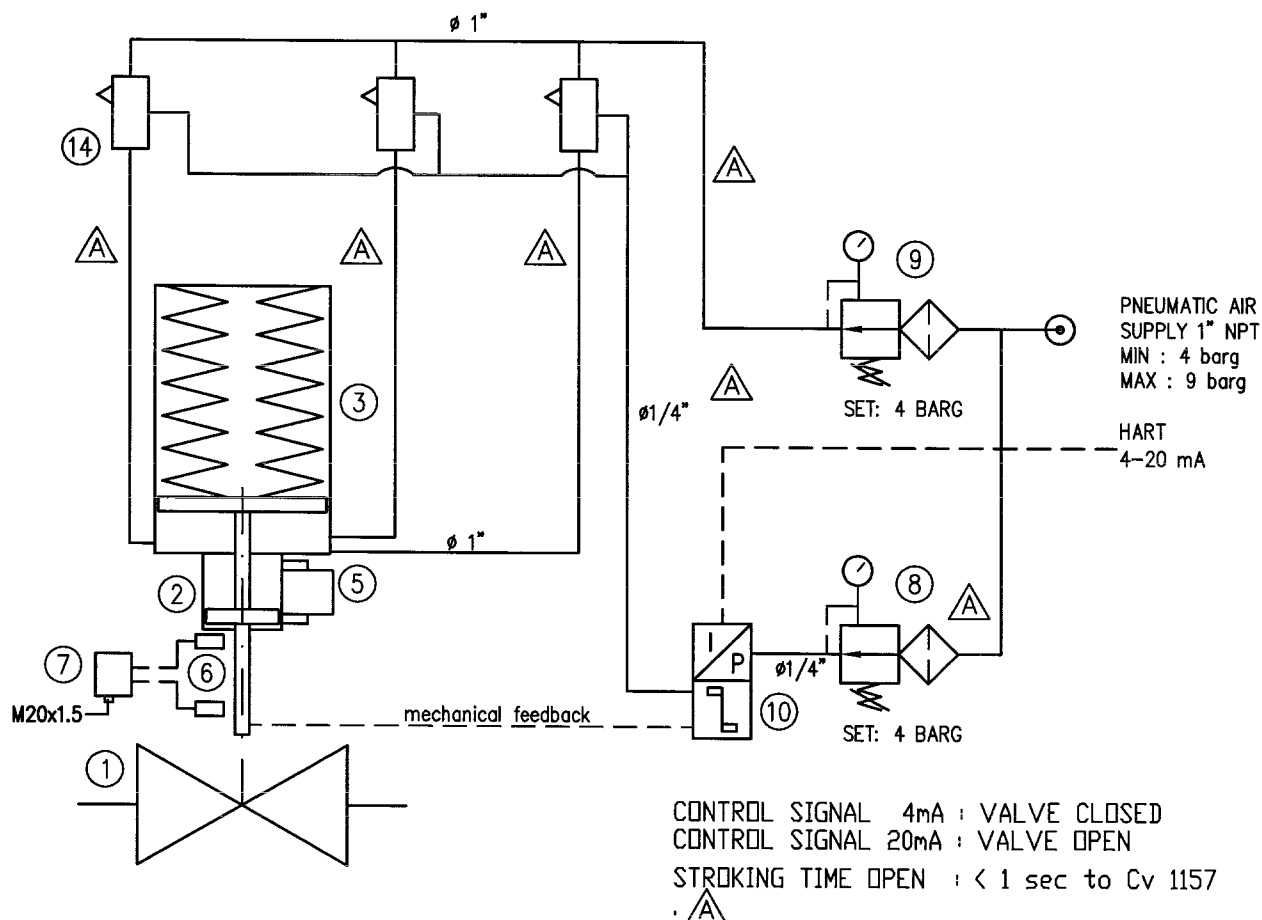 ø 1"
14
A
A
A
A
9
PNEUMATIC AIR
SUPPLY 1" NPT
MIN : 4 barg
MAX : 9 barg
SET: 4 BARG
3
A
ø1/4"
HART
4-20 mA
ø 1"
2
5
8
A
7
6
M20x1.5
I
P
ø1/4"
10
mechanical feedback
SET: 4 BARG
1
CONTROL SIGNAL 4mA : VALVE CLOSED
CONTROL SIGNAL 20mA : VALVE OPEN
STROKING TIME OPEN : < 1 sec to Cv 1157
. A